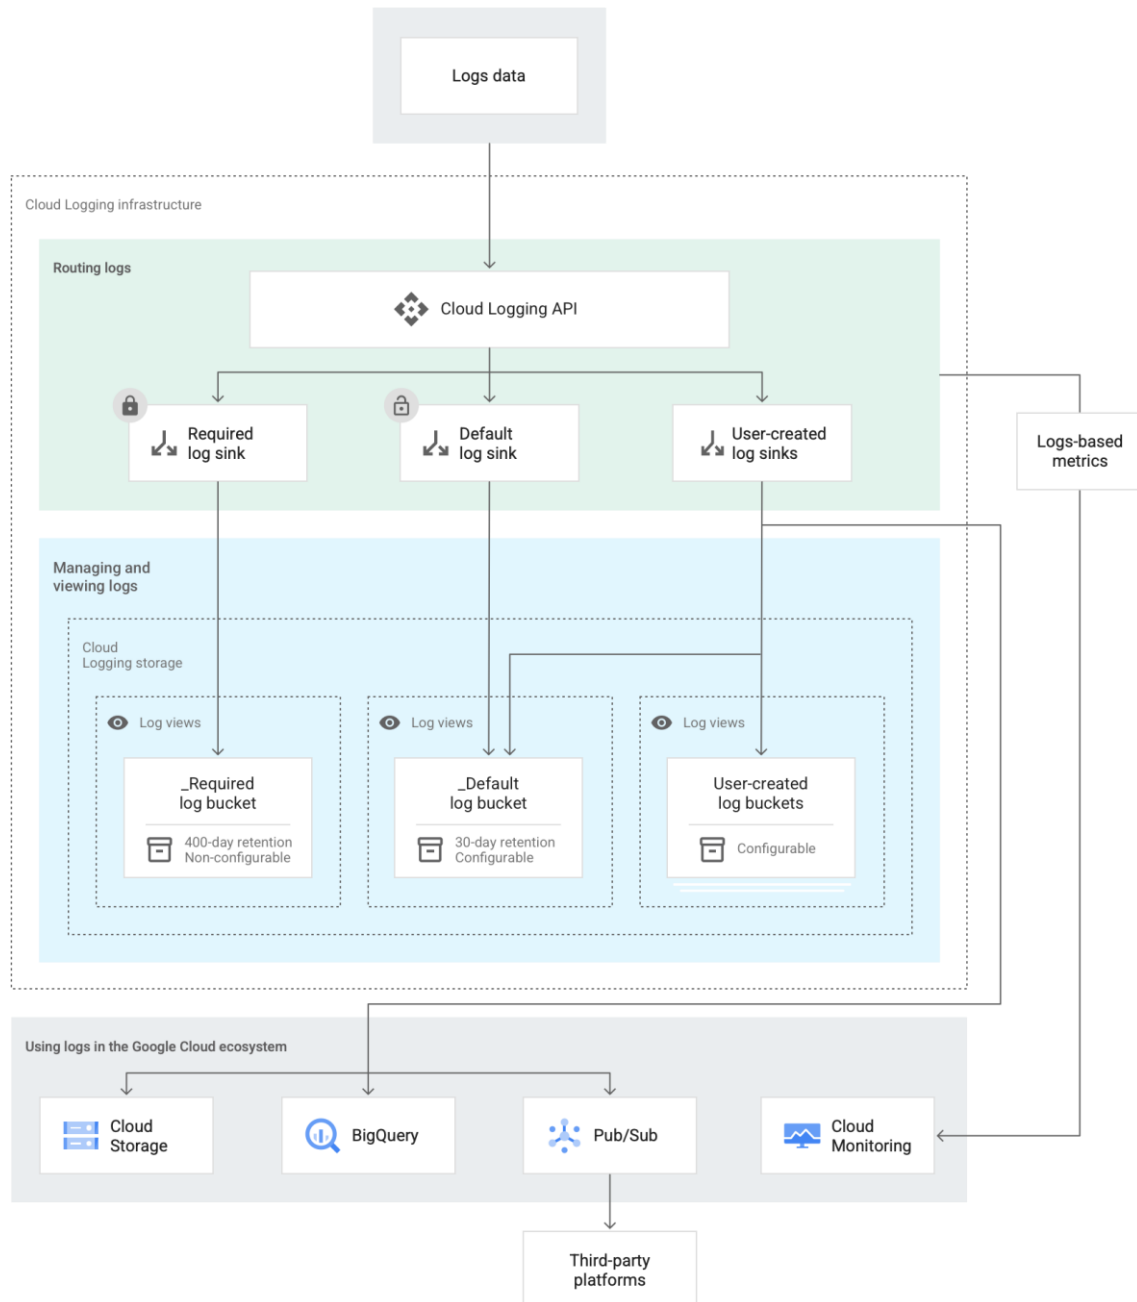 Logs data
Cloud Logging infrastructure
Routing logs
Cloud Logging API
Required
log sink
Default
log sink
User-created
log sinks
Logs-based
metrics
Managing and
viewing logs
Cloud
Logging storage
Log views
_Required
log bucket
400-day retention
Non-configurable
Log views
_Default
log bucket
30-day retention
Configurable
Log views
User-created
log buckets
Configurable
Using logs in the Google Cloud ecosystem
Cloud
Storage
BigQuery
Pub/Sub
Cloud
Monitoring
Third-party
platforms